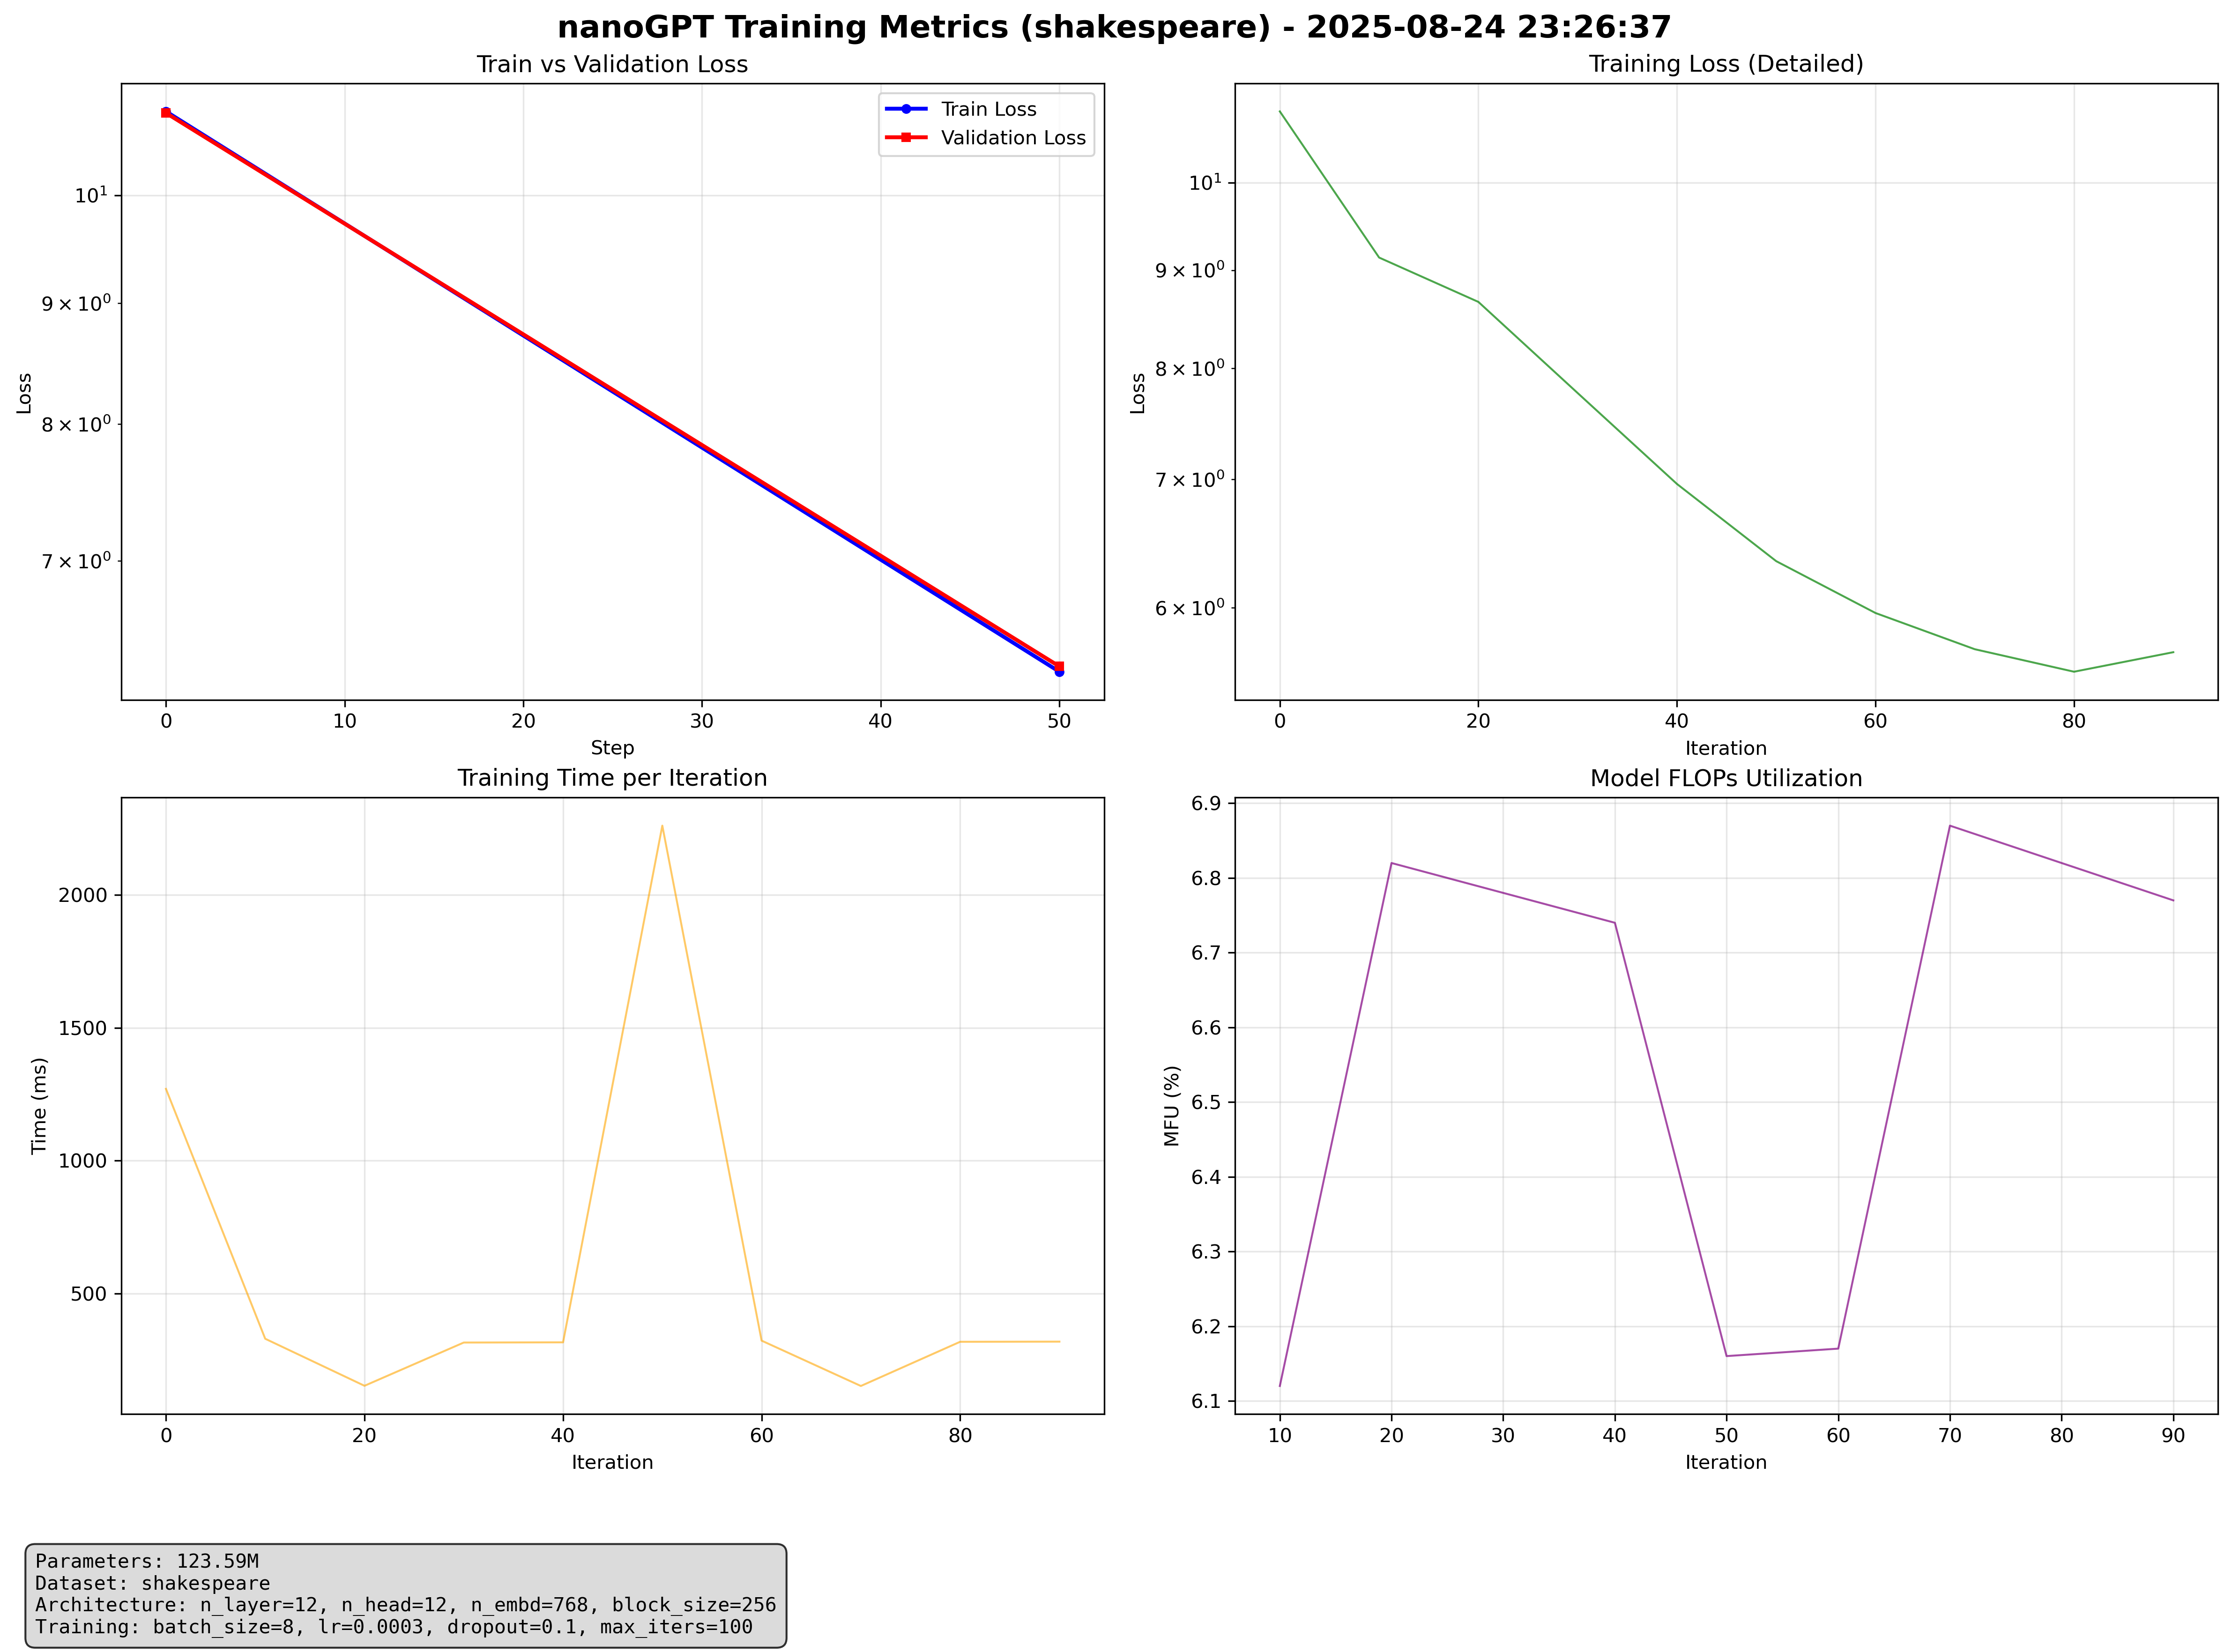 nanoGPT Training Metrics (shakespeare) - 2025-08-24 23:26:37
Train vs Validation Loss
Train Loss
Validation Loss
10¹
9 × 10⁰
8 × 10⁰
7 × 10⁰
Loss
0 10 20 30 40 50
Step
Training Loss (Detailed)
10¹
9 × 10⁰
8 × 10⁰
7 × 10⁰
6 × 10⁰
Loss
0 20 40 60 80
Iteration
Training Time per Iteration
2000
1500
1000
500
Time (ms)
0 20 40 60 80
Iteration
Model FLOPs Utilization
6.9
6.8
6.7
6.6
6.5
6.4
6.3
6.2
6.1
MFU (%)
10 20 30 40 50 60 70 80 90
Iteration
Parameters: 123.59M
Dataset: shakespeare
Architecture: n_layer=12, n_head=12, n_embd=768, block_size=256
Training: batch_size=8, lr=0.0003, dropout=0.1, max_iters=100